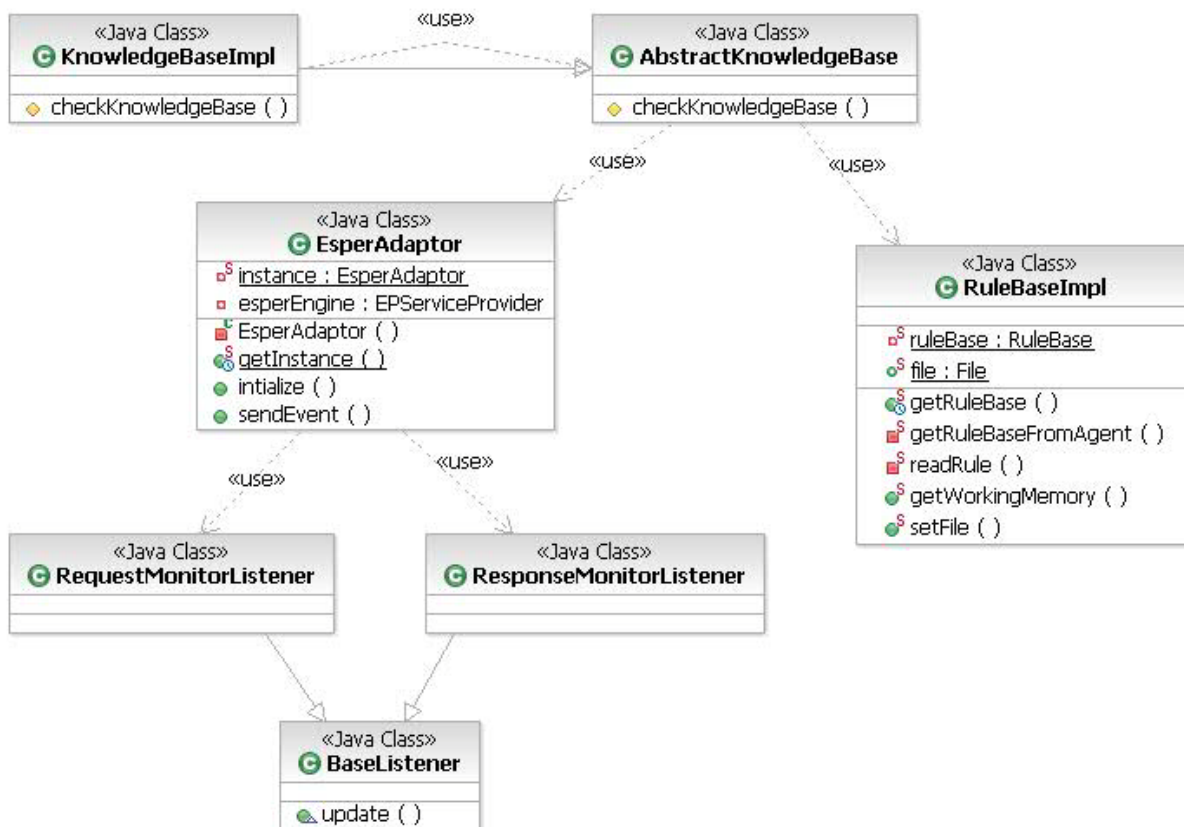 «Java Class»
KnowledgeBaseImpl
checkKnowledgeBase ( )
«use»
«Java Class»
AbstractKnowledgeBase
checkKnowledgeBase ( )
«use»
«use»
«Java Class»
EsperAdaptor
instance : EsperAdaptor
esperEngine : EPServiceProvider
EsperAdaptor ( )
getInstance ( )
intialize ( )
sendEvent ( )
«Java Class»
RuleBaseImpl
ruleBase : RuleBase
file : File
getRuleBase ( )
getRuleBaseFromAgent ( )
readRule ( )
getWorkingMemory ( )
setFile ( )
«use»
«use»
«Java Class»
RequestMonitorListener
«Java Class»
ResponseMonitorListener
«Java Class»
BaseListener
update ( )